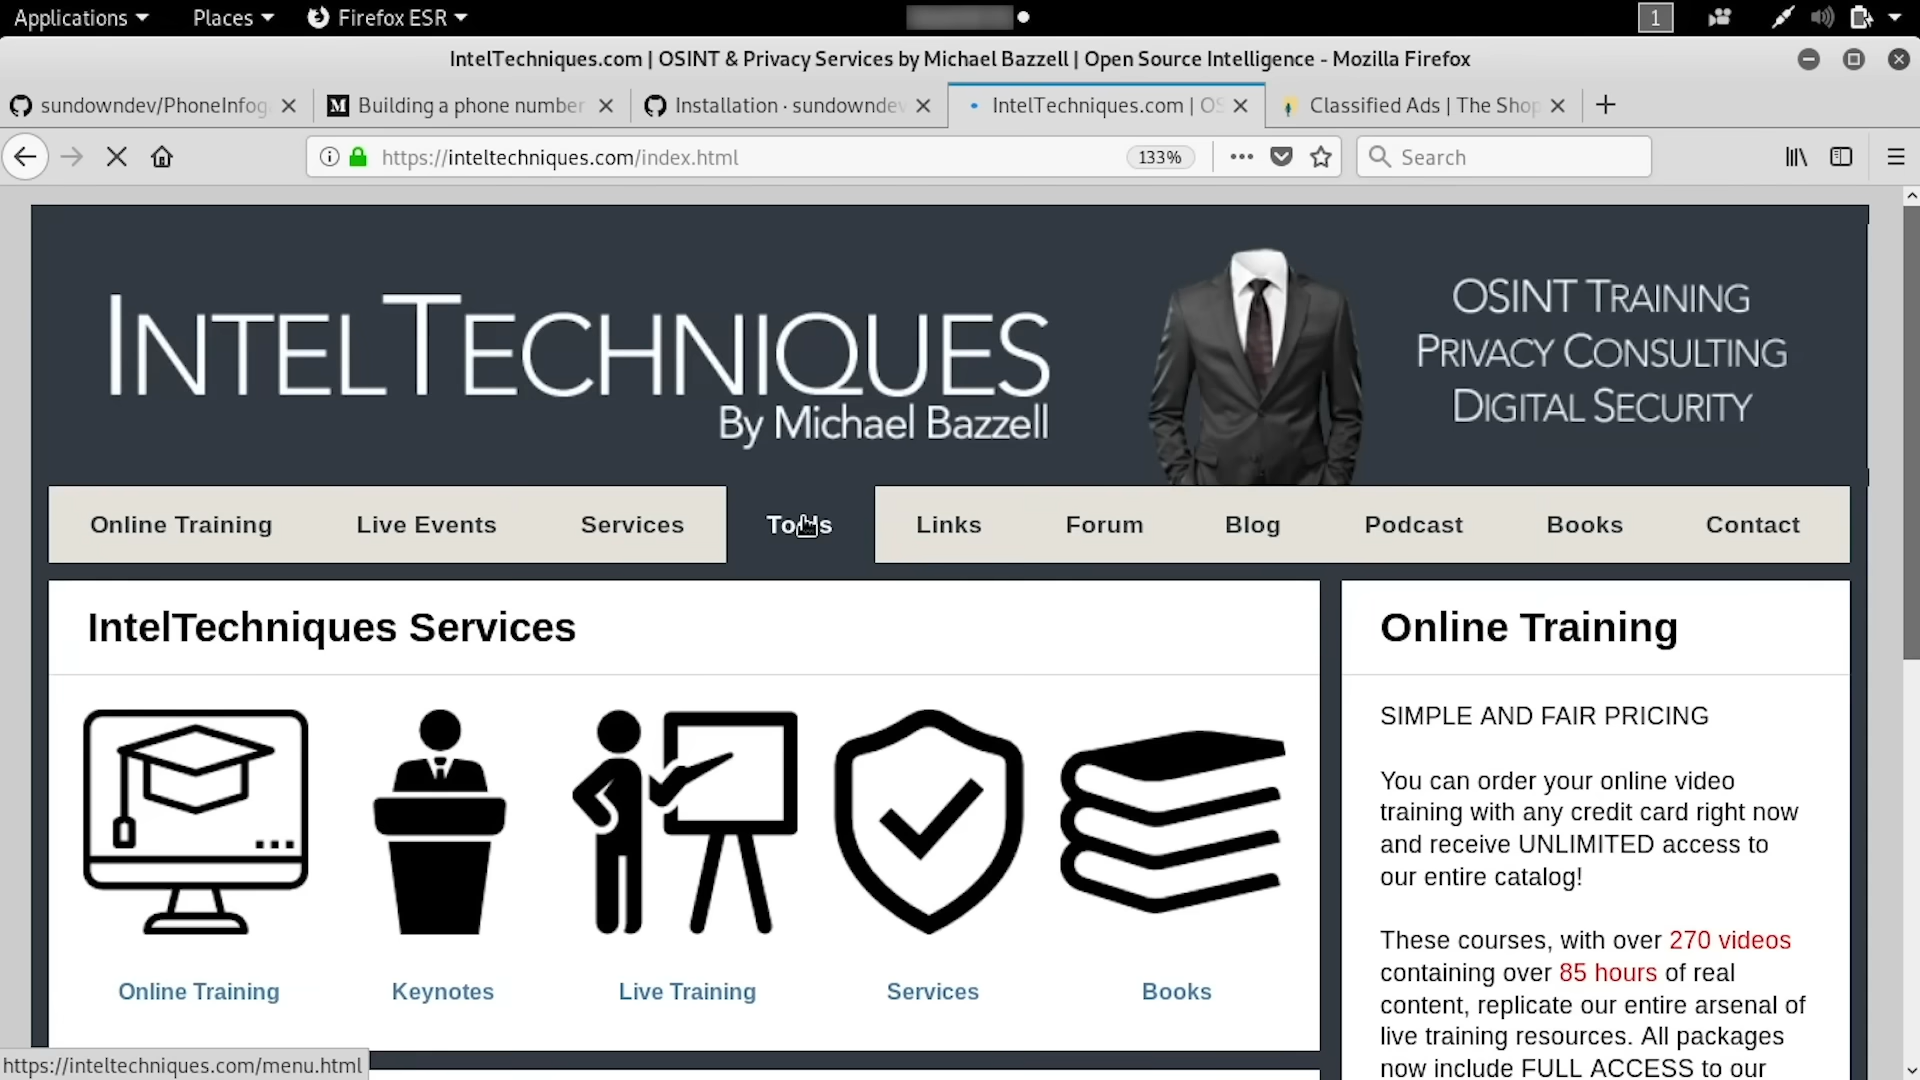 Applications Places Firefox ESR 1
IntelTechniques.com | OSINT & Privacy Services by Michael Bazzell | Open Source Intelligence - Mozilla Firefox
sundowndev/PhoneInfog Building a phone number Installation · sundowndev IntelTechniques.com | OS Classified Ads | The Shop
https://inteltechniques.com/index.html 133% Search
INTELTECHNIQUES
By Michael Bazzell
OSINT TRAINING
PRIVACY CONSULTING
DIGITAL SECURITY
Online Training Live Events Services Tools Links Forum Blog Podcast Books Contact
IntelTechniques Services
Online Training Keynotes Live Training Services Books
Online Training
SIMPLE AND FAIR PRICING
You can order your online video
training with any credit card right now
and receive UNLIMITED access to
our entire catalog!
These courses, with over 270 videos
containing over 85 hours of real
content, replicate our entire arsenal of
live training resources. All packages
now include FULL ACCESS to our
https://inteltechniques.com/menu.html